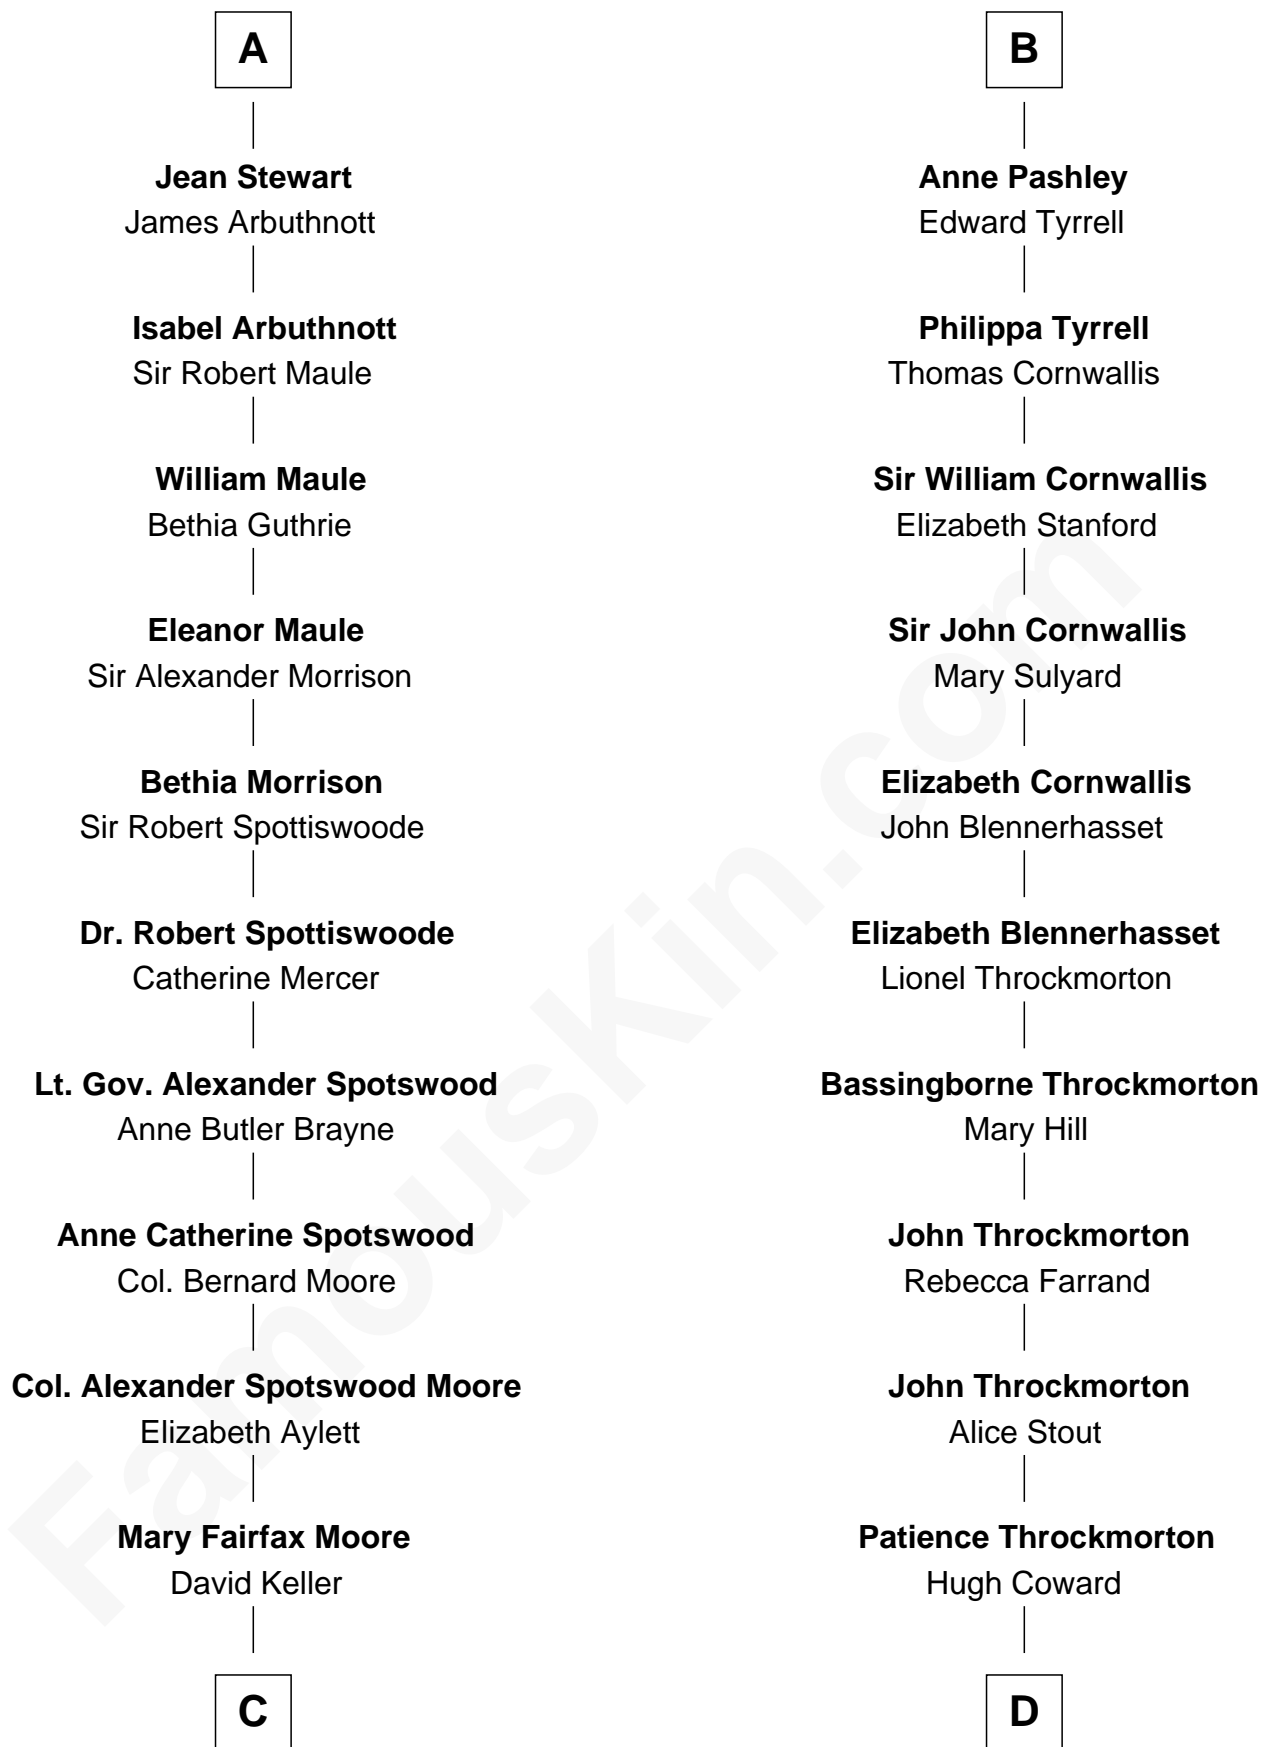 A
Jean Stewart
James Arbuthnott
Isabel Arbuthnott
Sir Robert Maule
William Maule
Bethia Guthrie
Eleanor Maule
Sir Alexander Morrison
Bethia Morrison
Sir Robert Spottiswoode
Dr. Robert Spottiswoode
Catherine Mercer
Lt. Gov. Alexander Spotswood
Anne Butler Brayne
Anne Catherine Spotswood
Col. Bernard Moore
Col. Alexander Spotswood Moore
Elizabeth Aylett
Mary Fairfax Moore
David Keller
C
B
Anne Pashley
Edward Tyrrell
Philippa Tyrrell
Thomas Cornwallis
Sir William Cornwallis
Elizabeth Stanford
Sir John Cornwallis
Mary Sulyard
Elizabeth Cornwallis
John Blennerhasset
Elizabeth Blennerhasset
Lionel Throckmorton
Bassingborne Throckmorton
Mary Hill
John Throckmorton
Rebecca Farrand
John Throckmorton
Alice Stout
Patience Throckmorton
Hugh Coward
D
FamousKin.com